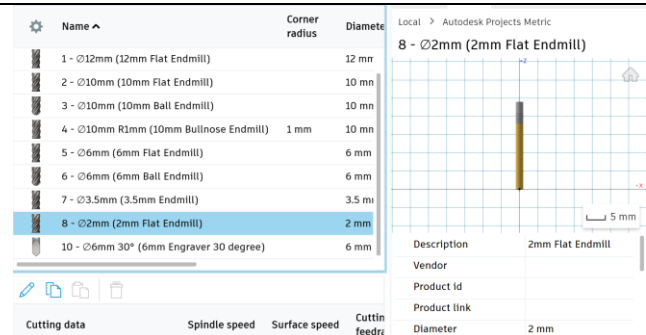 Name Corner radius Diamete
1 - ∅12mm (12mm Flat Endmill) 12 mm
2 - ∅10mm (10mm Flat Endmill) 10 mn
3 - ∅10mm (10mm Ball Endmill) 10 mn
4 - ∅10mm R1mm (10mm Bullnose Endmill) 1 mm 10 mn
5 - ∅6mm (6mm Flat Endmill) 6 mm
6 - ∅6mm (6mm Ball Endmill) 6 mm
7 - ∅3.5mm (3.5mm Endmill) 3.5 mi
8 - ∅2mm (2mm Flat Endmill) 2 mm
10 - ∅6mm 30° (6mm Engraver 30 degree) 6 mm
Cutting data Spindle speed Surface speed Cuttin feedra
Local > Autodesk Projects Metric
8 - ∅2mm (2mm Flat Endmill)
+Z
-X
5 mm
Description 2mm Flat Endmill
Vendor
Product id
Product link
Diameter 2 mm